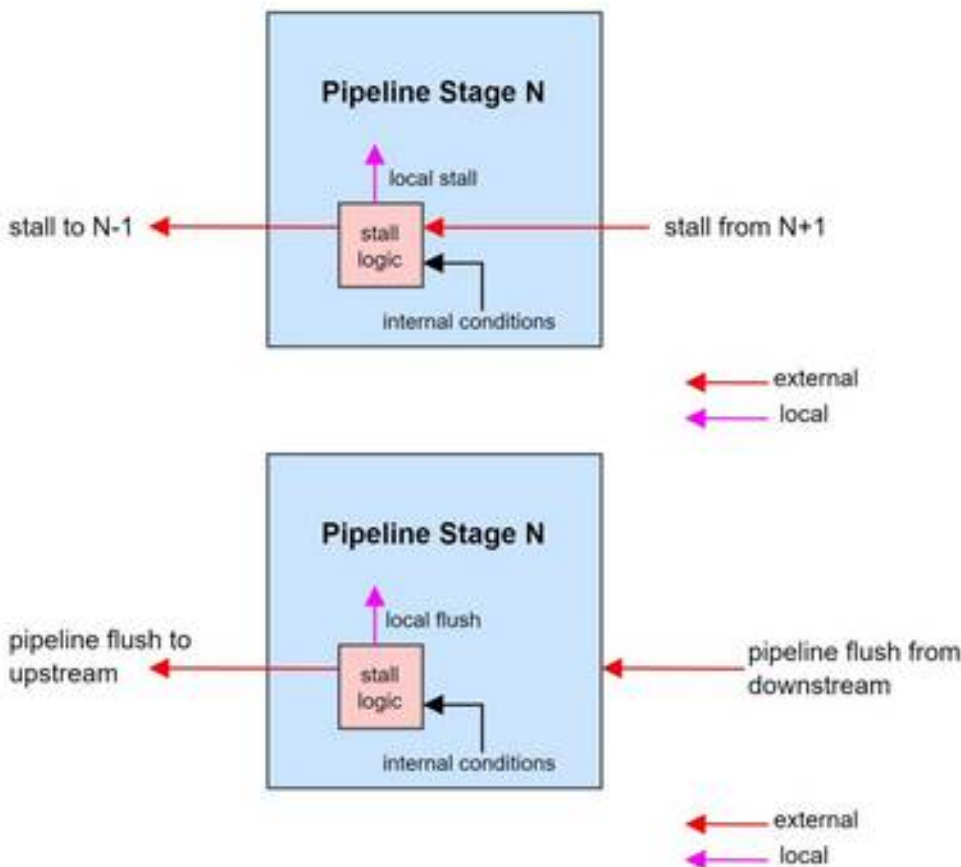 Pipeline Stage N
local stall
stall to N-1
stall
logic
stall from N+1
internal conditions
external
local
Pipeline Stage N
local flush
pipeline flush to
upstream
stall
logic
pipeline flush from
downstream
internal conditions
external
local